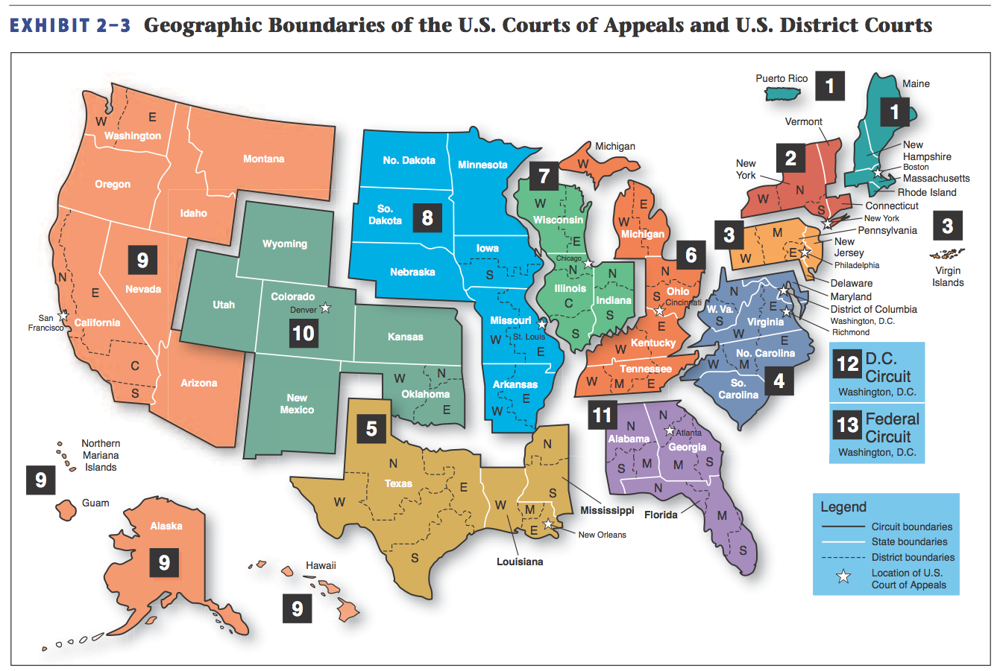 EXHIBIT 2–3 Geographic Boundaries of the U.S. Courts of Appeals and U.S. District Courts
Puerto Rico
1
Maine
1
Vermont
2
New
York
N
W
S
New
Hampshire
Boston
Massachusetts
Rhode Island
Connecticut
New York
Pennsylvania
3
M
W
E
New
Jersey
Philadelphia
3
Virgin
Islands
Delaware
Maryland
District of Columbia
Washington, D.C.
Richmond
W
E
Washington
Montana
Oregon
Idaho
9
Nevada
N
E
San
Francisco
California
C
S
Arizona
Wyoming
Utah
Colorado
Denver
10
Kansas
New
Mexico
W
N
Oklahoma
E
No. Dakota
Minnesota
So.
Dakota
8
Nebraska
Iowa
N
S
Missouri
St. Louis
W
E
Arkansas
E
W
7
W
Wisconsin
E
Chicago
N
Illinois
C
S
N
Indiana
S
Michigan
W
E
W
Michigan
6
N
Ohio
S
Cincinnati
E
Kentucky
W
Tennessee
W
M
E
N
W. Va.
S
E
Virginia
W
E
No. Carolina
W
M
So.
Carolina
4
12 D.C.
Circuit
Washington, D.C.
13 Federal
Circuit
Washington, D.C.
5
N
Texas
W
E
S
W
M
E
N
S
Mississippi
New Orleans
Louisiana
11
N
Alabama
S
M
N
Atlanta
Georgia
M
S
N
Florida
M
S
Northern
Mariana
Islands
9
Guam
Alaska
9
Hawaii
9
Legend
Circuit boundaries
State boundaries
District boundaries
Location of U.S.
Court of Appeals